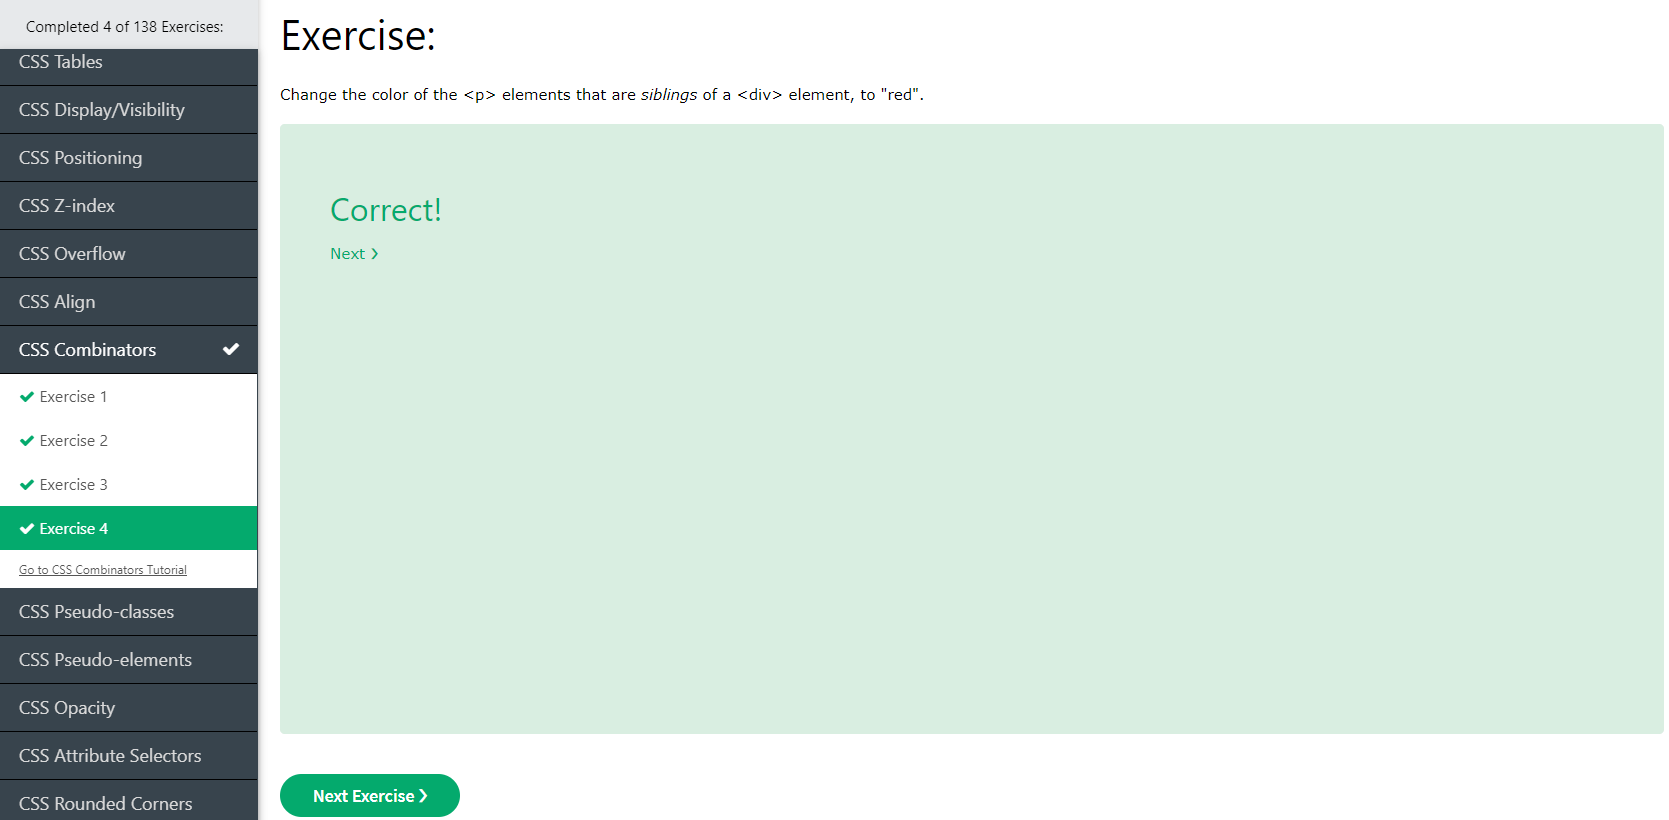 Completed 4 of 138 Exercises:
CSS Tables
CSS Display/Visibility
CSS Positioning
CSS Z-index
CSS Overflow
CSS Align
CSS Combinators
Exercise 1
Exercise 2
Exercise 3
Exercise 4
Go to CSS Combinators Tutorial
CSS Pseudo-classes
CSS Pseudo-elements
CSS Opacity
CSS Attribute Selectors
CSS Rounded Corners
Exercise:
Change the color of the <p> elements that are siblings of a <div> element, to "red".
Correct!
Next ❯
Next Exercise ❯